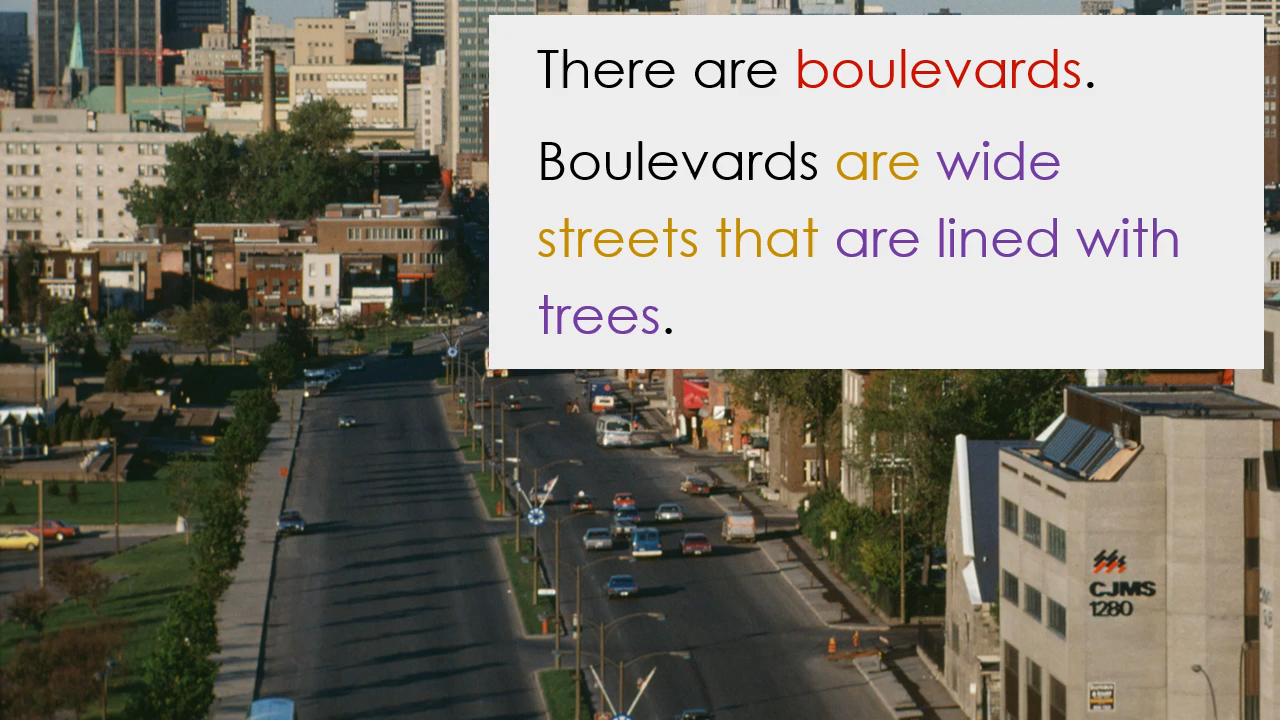 There are boulevards.
Boulevards are wide
streets that are lined with
trees.
CJMS
1280